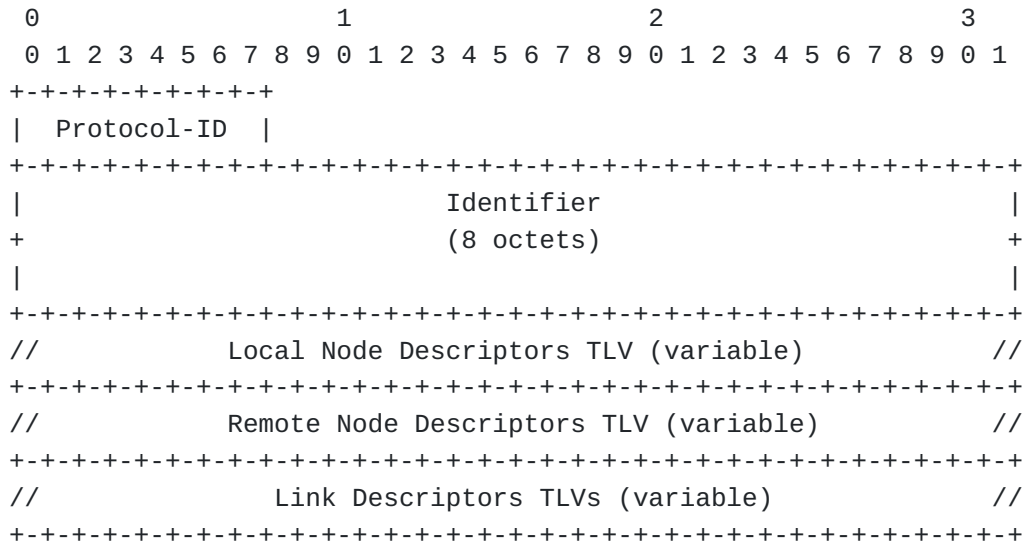 0                   1                   2                   3
 0 1 2 3 4 5 6 7 8 9 0 1 2 3 4 5 6 7 8 9 0 1 2 3 4 5 6 7 8 9 0 1
+-+-+-+-+-+-+-+-+
|  Protocol-ID  |
+-+-+-+-+-+-+-+-+-+-+-+-+-+-+-+-+-+-+-+-+-+-+-+-+-+-+-+-+-+-+-+-+
|                           Identifier                          |
+                           (8 octets)                          +
|                                                               |
+-+-+-+-+-+-+-+-+-+-+-+-+-+-+-+-+-+-+-+-+-+-+-+-+-+-+-+-+-+-+-+-+
//            Local Node Descriptors TLV (variable)            //
+-+-+-+-+-+-+-+-+-+-+-+-+-+-+-+-+-+-+-+-+-+-+-+-+-+-+-+-+-+-+-+-+
//            Remote Node Descriptors TLV (variable)           //
+-+-+-+-+-+-+-+-+-+-+-+-+-+-+-+-+-+-+-+-+-+-+-+-+-+-+-+-+-+-+-+-+
//               Link Descriptors TLVs (variable)              //
+-+-+-+-+-+-+-+-+-+-+-+-+-+-+-+-+-+-+-+-+-+-+-+-+-+-+-+-+-+-+-+-+